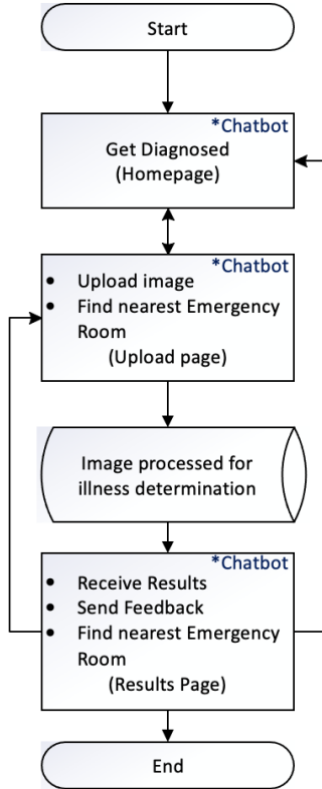 Start
*Chatbot
Get Diagnosed
(Homepage)
*Chatbot
• Upload image
• Find nearest Emergency
Room
(Upload page)
Image processed for
illness determination
*Chatbot
• Receive Results
• Send Feedback
• Find nearest Emergency
Room
(Results Page)
End